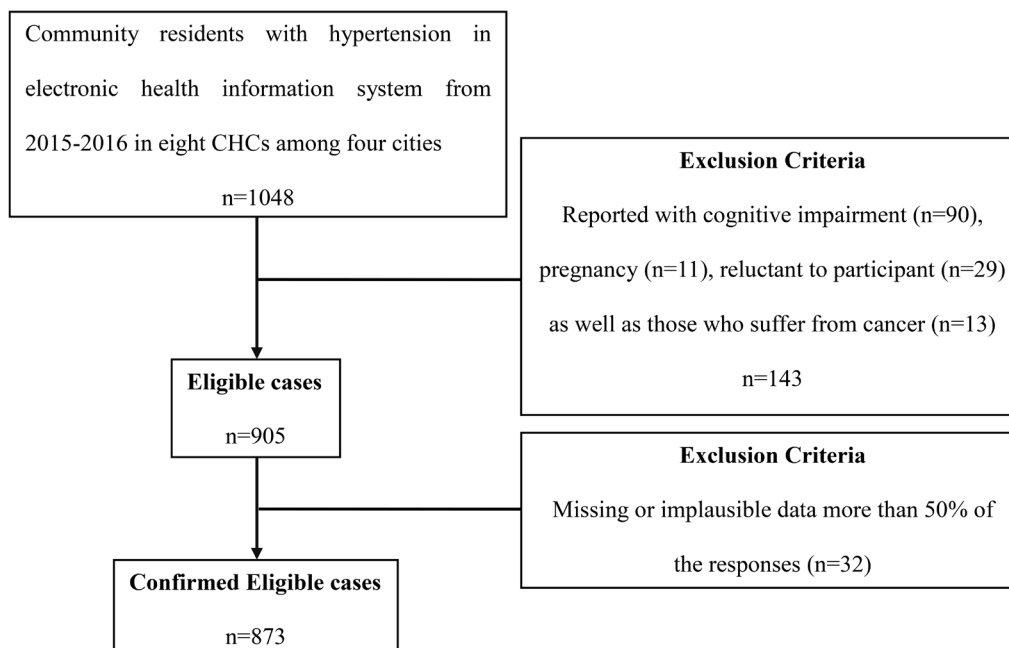 Community residents with hypertension in
electronic health information system from
2015-2016 in eight CHCs among four cities
n=1048
Exclusion Criteria
Reported with cognitive impairment (n=90),
pregnancy (n=11), reluctant to participant (n=29)
as well as those who suffer from cancer (n=13)
n=143
Eligible cases
n=905
Exclusion Criteria
Missing or implausible data more than 50% of
the responses (n=32)
Confirmed Eligible cases
n=873